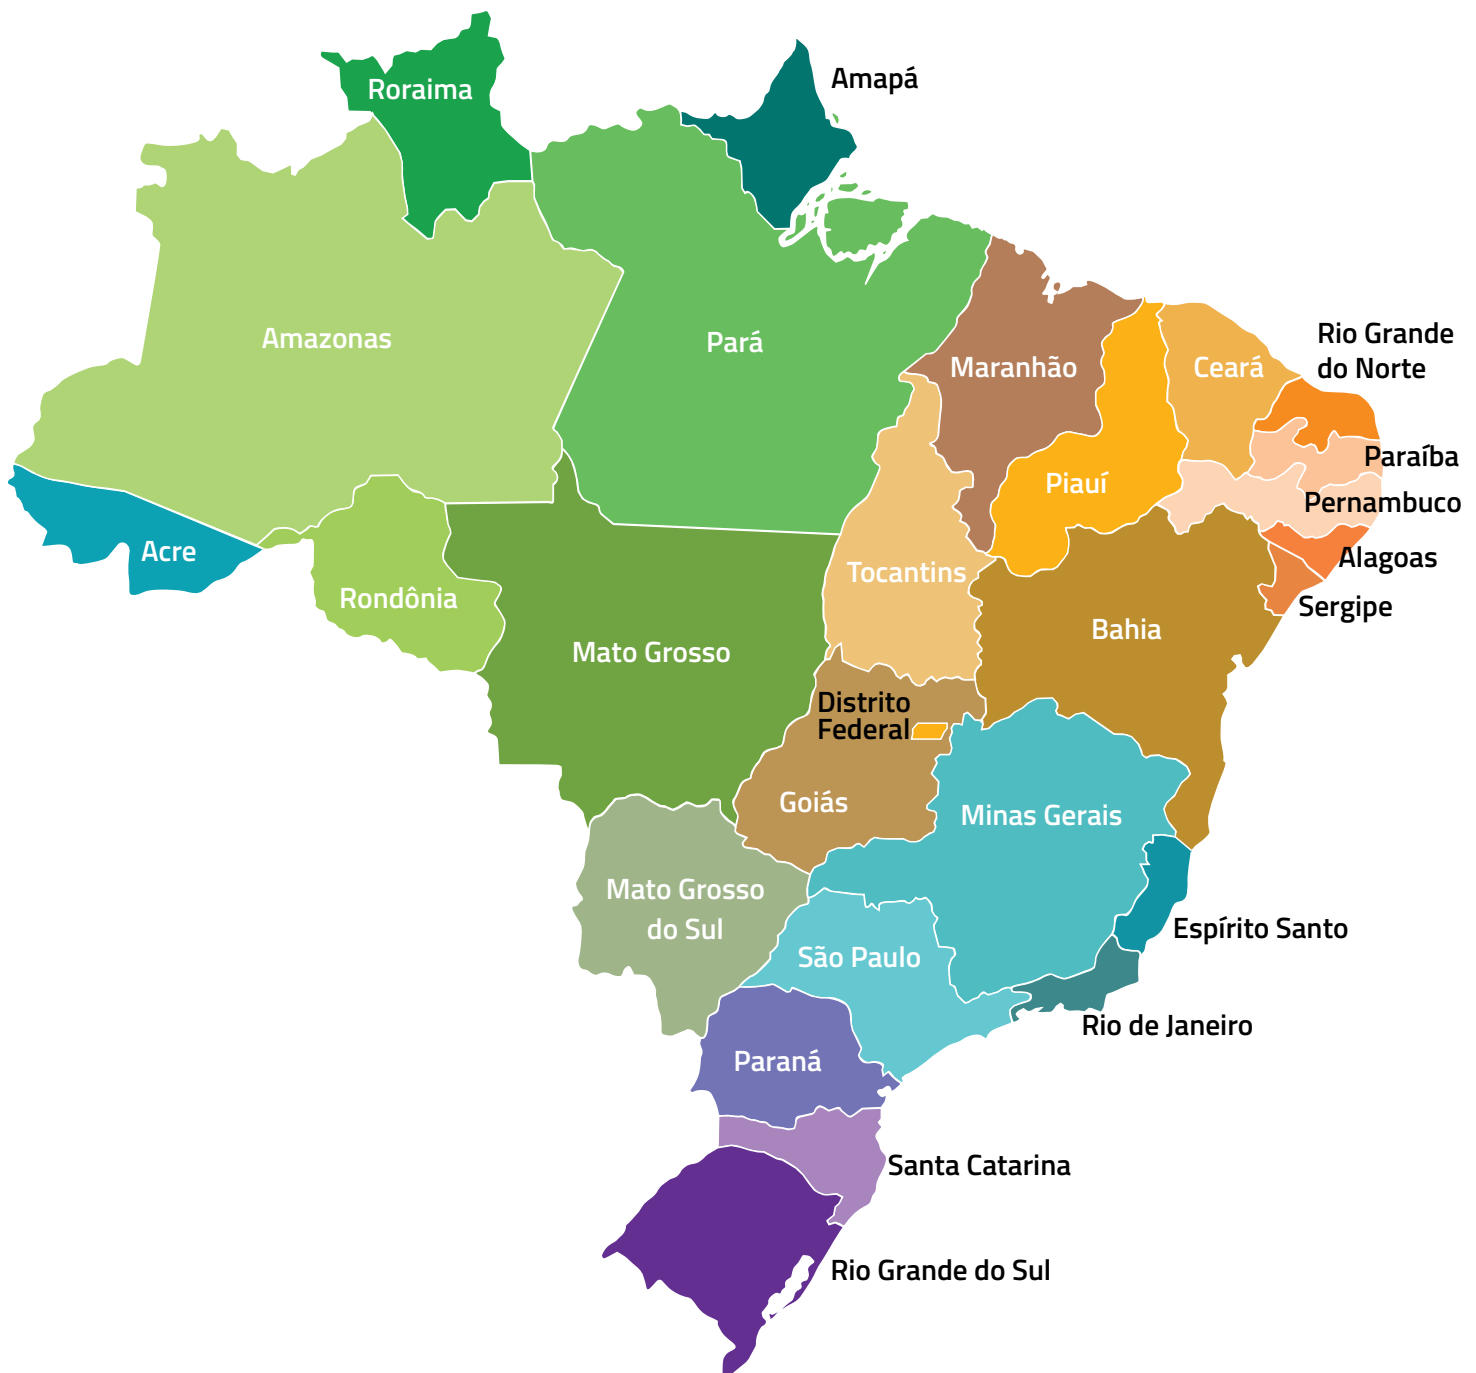 Roraima
Amapá
Amazonas
Pará
Maranhão
Ceará
Rio Grande
do Norte
Piauí
Paraíba
Pernambuco
Acre
Rondônia
Tocantins
Alagoas
Sergipe
Bahia
Mato Grosso
Distrito
Federal
Goiás
Minas Gerais
Mato Grosso
do Sul
Espírito Santo
São Paulo
Rio de Janeiro
Paraná
Santa Catarina
Rio Grande do Sul